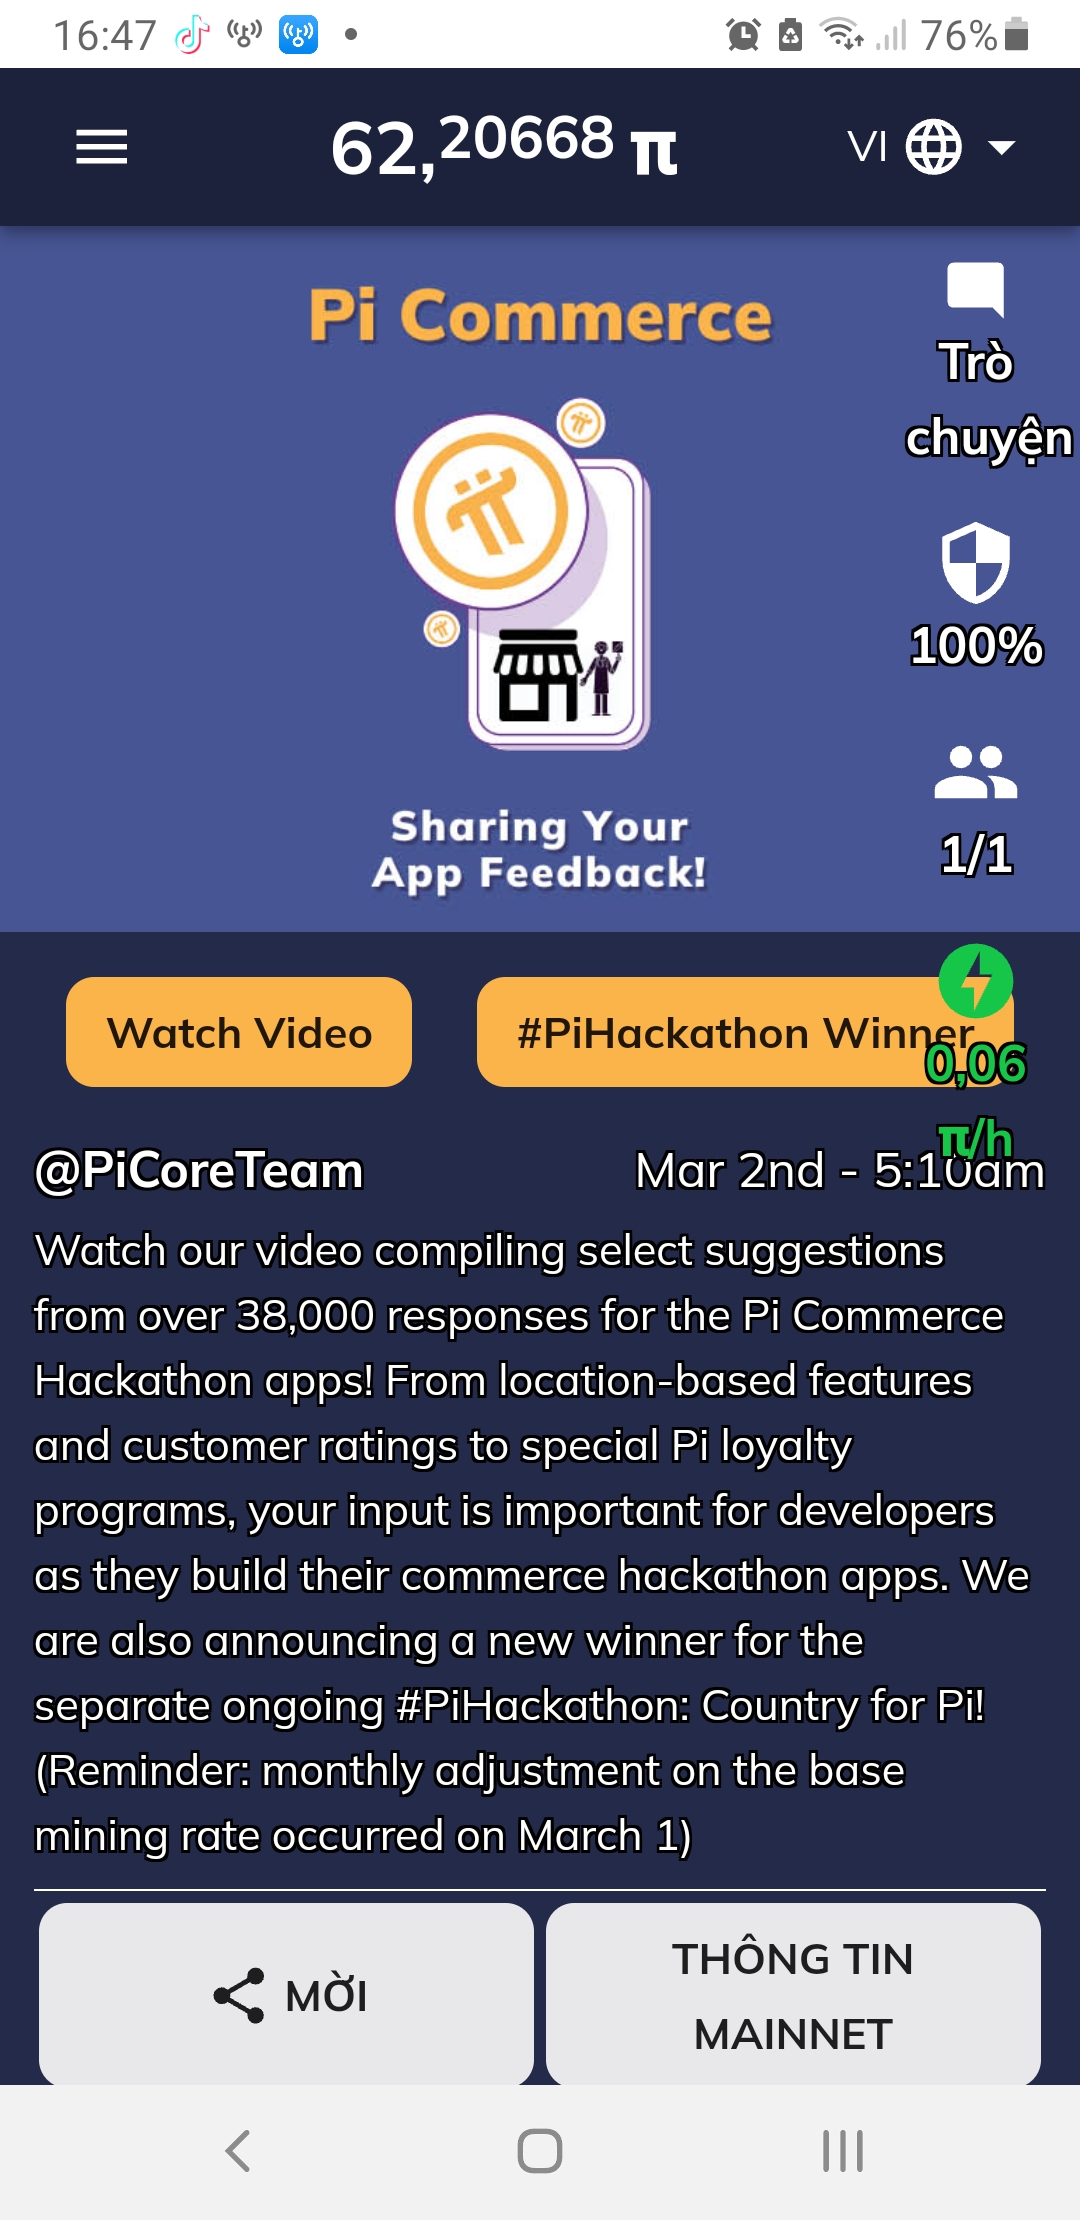 16:47
76%
62,20668 π
VI
Pi Commerce
Trò
chuyện
100%
1/1
Sharing Your
App Feedback!
Watch Video
#PiHackathon Winner
0,06
π/h
@PiCoreTeam
Mar 2nd - 5:10am
Watch our video compiling select suggestions
from over 38,000 responses for the Pi Commerce
Hackathon apps! From location-based features
and customer ratings to special Pi loyalty
programs, your input is important for developers
as they build their commerce hackathon apps. We
are also announcing a new winner for the
separate ongoing #PiHackathon: Country for Pi!
(Reminder: monthly adjustment on the base
mining rate occurred on March 1)
MỜI
THÔNG TIN
MAINNET